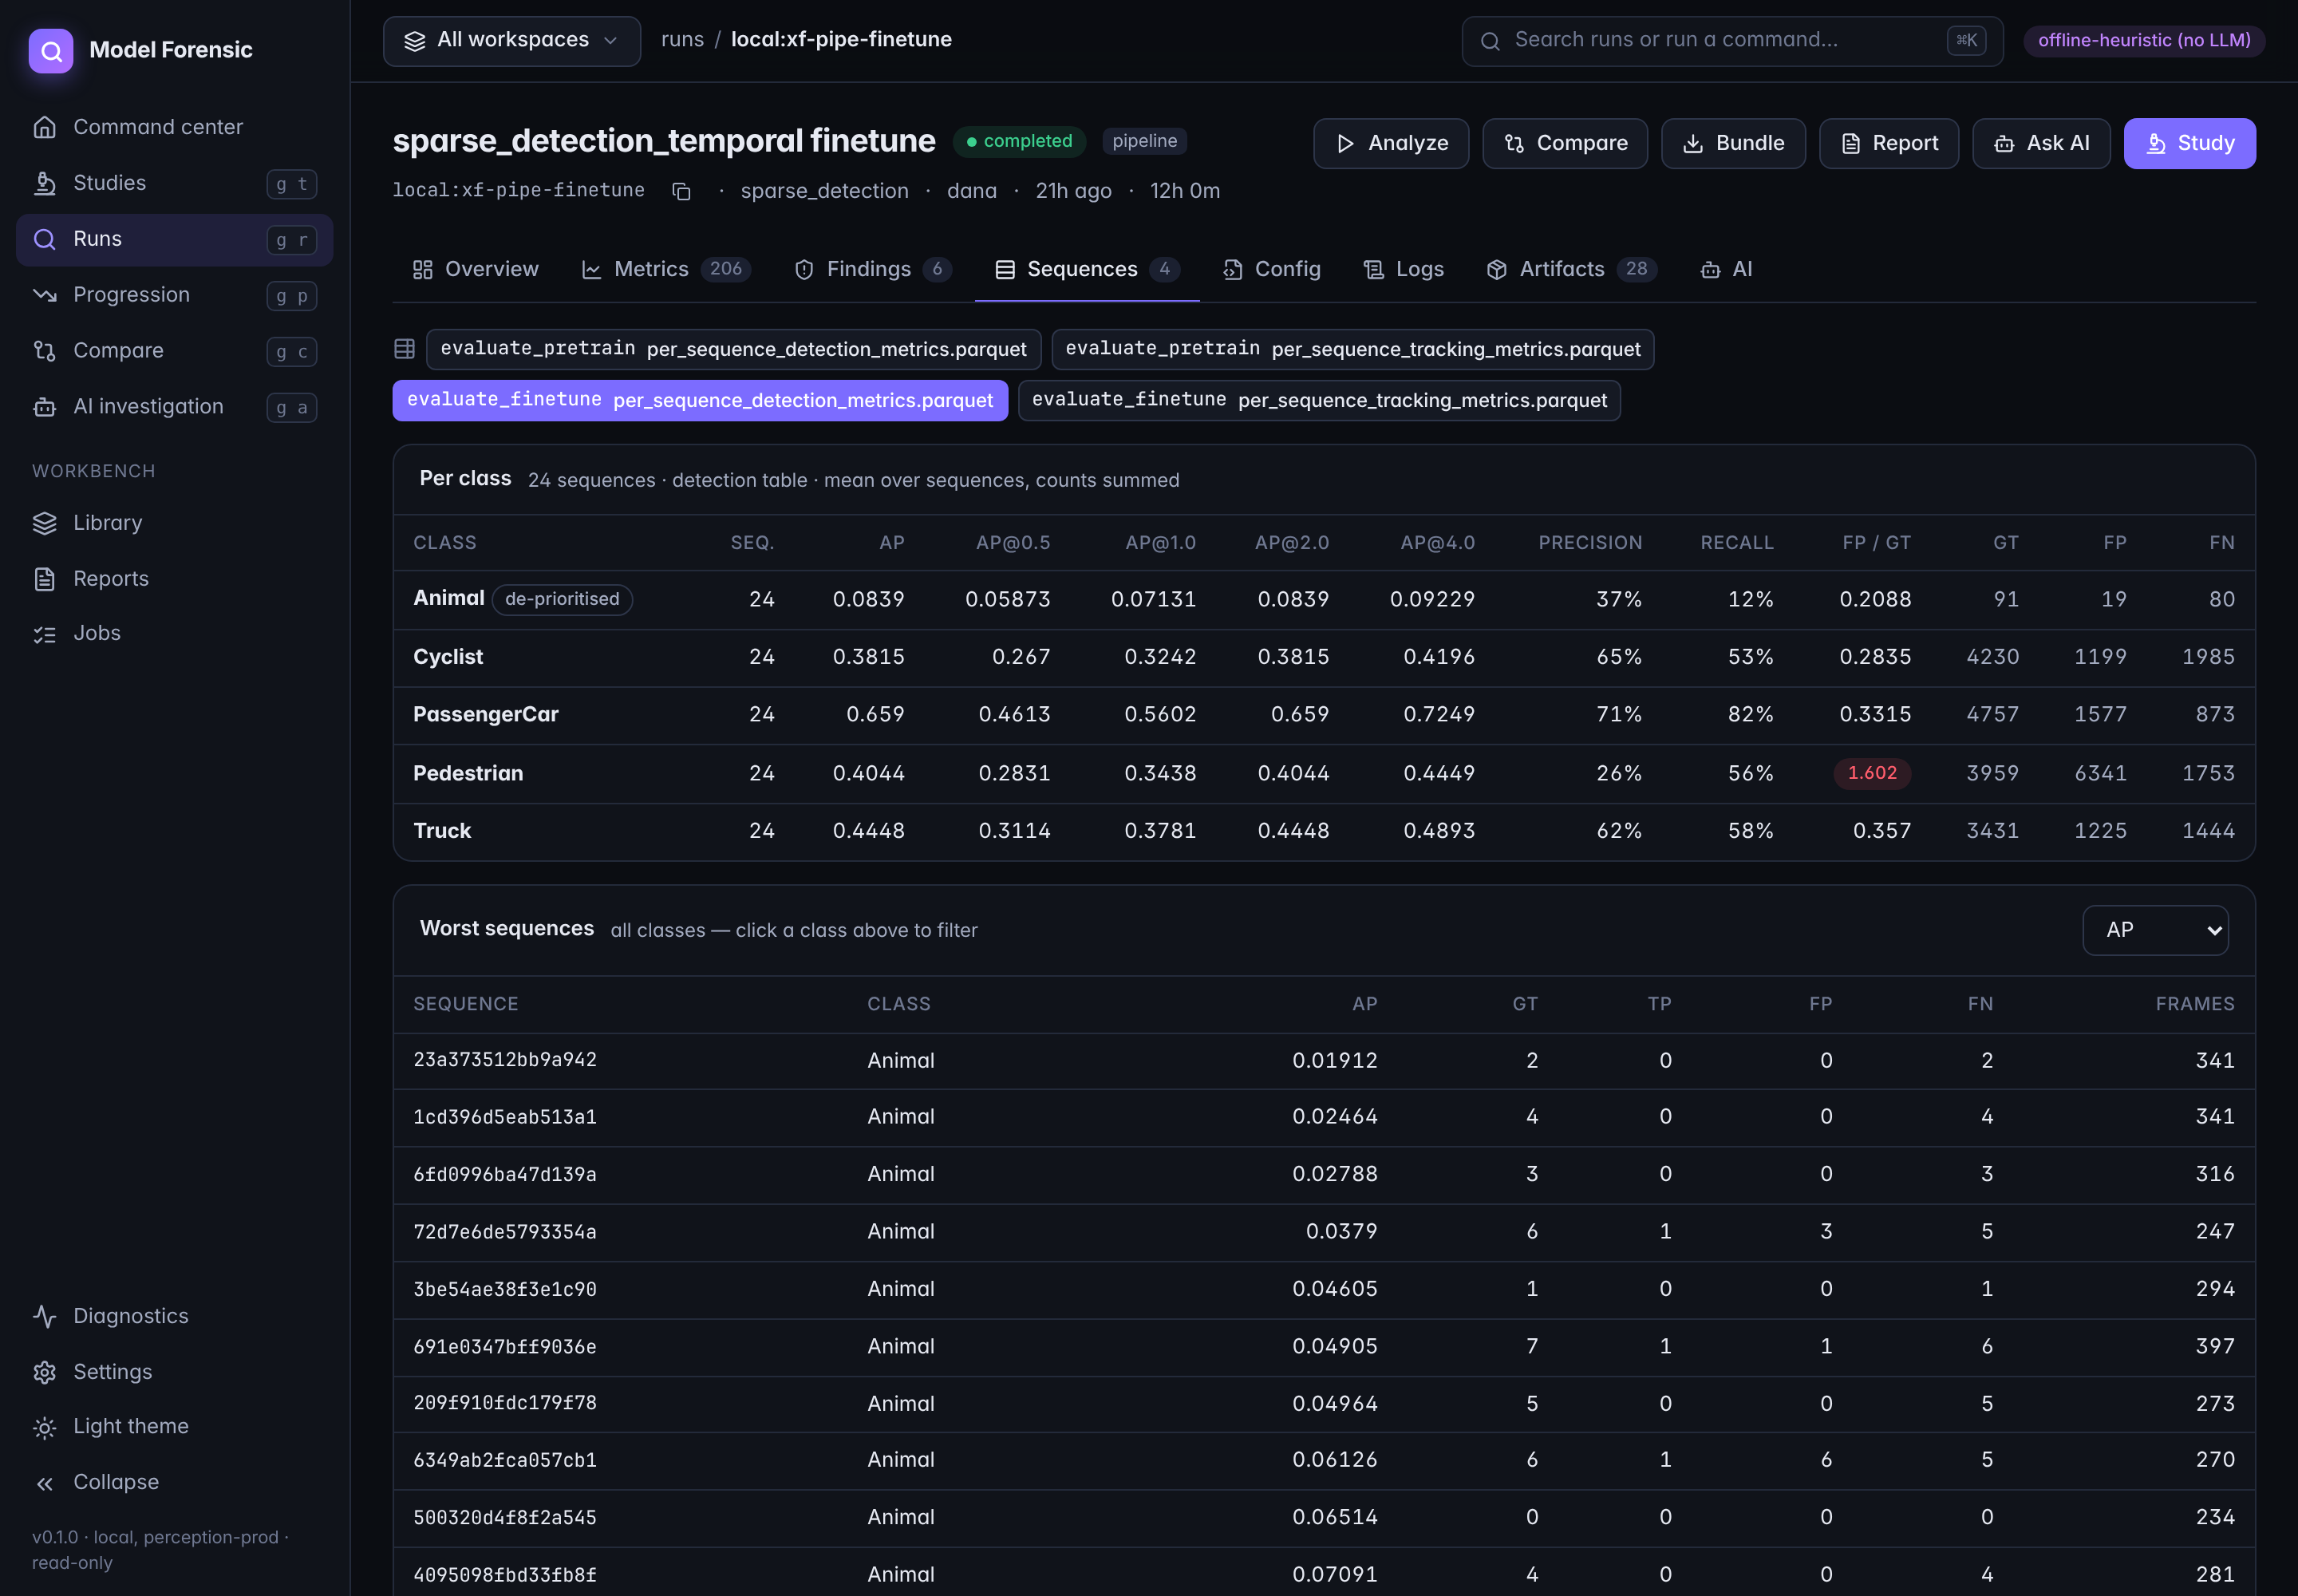 Model Forensic
Command center
Studies g t
Runs g r
Progression g p
Compare g c
AI investigation g a
WORKBENCH
Library
Reports
Jobs
Diagnostics
Settings
Light theme
Collapse
v0.1.0 · local, perception-prod ·
read-only
All workspaces runs / local:xf-pipe-finetune Search runs or run a command... ⌘K offline-heuristic (no LLM)
sparse_detection_temporal finetune completed pipeline Analyze Compare Bundle Report Ask AI Study
local:xf-pipe-finetune · sparse_detection · dana · 21h ago · 12h 0m
Overview Metrics 206 Findings 6 Sequences 4 Config Logs Artifacts 28 AI
evaluate_pretrain per_sequence_detection_metrics.parquet evaluate_pretrain per_sequence_tracking_metrics.parquet
evaluate_finetune per_sequence_detection_metrics.parquet evaluate_finetune per_sequence_tracking_metrics.parquet
Per class 24 sequences · detection table · mean over sequences, counts summed
CLASS SEQ. AP AP@0.5 AP@1.0 AP@2.0 AP@4.0 PRECISION RECALL FP / GT GT FP FN
Animal de-prioritised 24 0.0839 0.05873 0.07131 0.0839 0.09229 37% 12% 0.2088 91 19 80
Cyclist 24 0.3815 0.267 0.3242 0.3815 0.4196 65% 53% 0.2835 4230 1199 1985
PassengerCar 24 0.659 0.4613 0.5602 0.659 0.7249 71% 82% 0.3315 4757 1577 873
Pedestrian 24 0.4044 0.2831 0.3438 0.4044 0.4449 26% 56% 1.602 3959 6341 1753
Truck 24 0.4448 0.3114 0.3781 0.4448 0.4893 62% 58% 0.357 3431 1225 1444
Worst sequences all classes — click a class above to filter AP
SEQUENCE CLASS AP GT TP FP FN FRAMES
23a373512bb9a942 Animal 0.01912 2 0 0 2 341
1cd396d5eab513a1 Animal 0.02464 4 0 0 4 341
6fd0996ba47d139a Animal 0.02788 3 0 0 3 316
72d7e6de5793354a Animal 0.0379 6 1 3 5 247
3be54ae38f3e1c90 Animal 0.04605 1 0 0 1 294
691e0347bff9036e Animal 0.04905 7 1 1 6 397
209f910fdc179f78 Animal 0.04964 5 0 0 5 273
6349ab2fca057cb1 Animal 0.06126 6 1 6 5 270
500320d4f8f2a545 Animal 0.06514 0 0 0 0 234
4095098fbd33fb8f Animal 0.07091 4 0 0 4 281